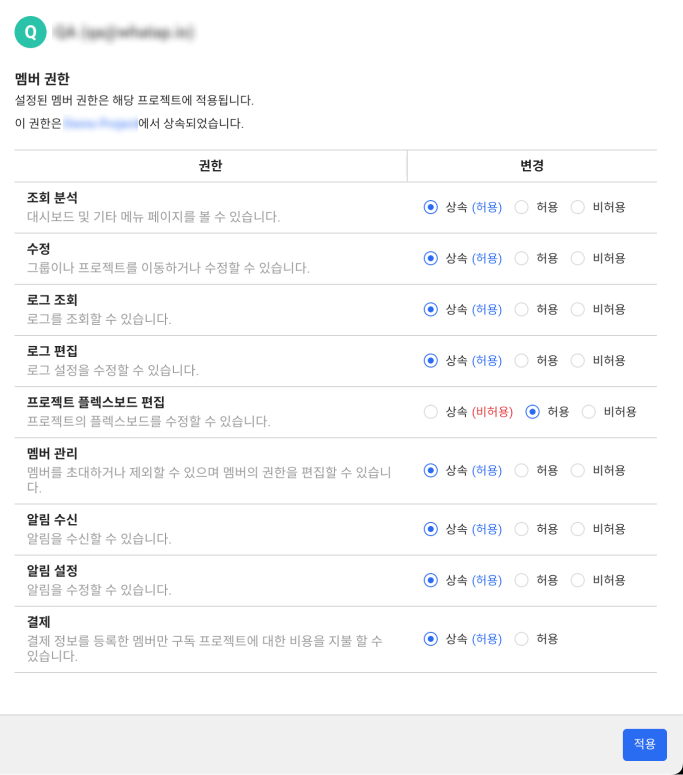 Q
멤버 권한
설정된 멤버 권한은 해당 프로젝트에 적용됩니다.
이 권한은 에서 상속되었습니다.
권한 변경
조회 분석
대시보드 및 기타 메뉴 페이지를 볼 수 있습니다.
상속 (허용) 허용 비허용
수정
그룹이나 프로젝트를 이동하거나 수정할 수 있습니다.
상속 (허용) 허용 비허용
로그 조회
로그를 조회할 수 있습니다.
상속 (허용) 허용 비허용
로그 편집
로그 설정을 수정할 수 있습니다.
상속 (허용) 허용 비허용
프로젝트 플렉스보드 편집
프로젝트의 플렉스보드를 수정할 수 있습니다.
상속 (비허용) 허용 비허용
멤버 관리
멤버를 초대하거나 제외할 수 있으며 멤버의 권한을 편집할 수 있습니
다.
상속 (허용) 허용 비허용
알림 수신
알림을 수신할 수 있습니다.
상속 (허용) 허용 비허용
알림 설정
알림을 수정할 수 있습니다.
상속 (허용) 허용 비허용
결제
결제 정보를 등록한 멤버만 구독 프로젝트에 대한 비용을 지불 할 수
있습니다.
상속 (허용) 허용
적용